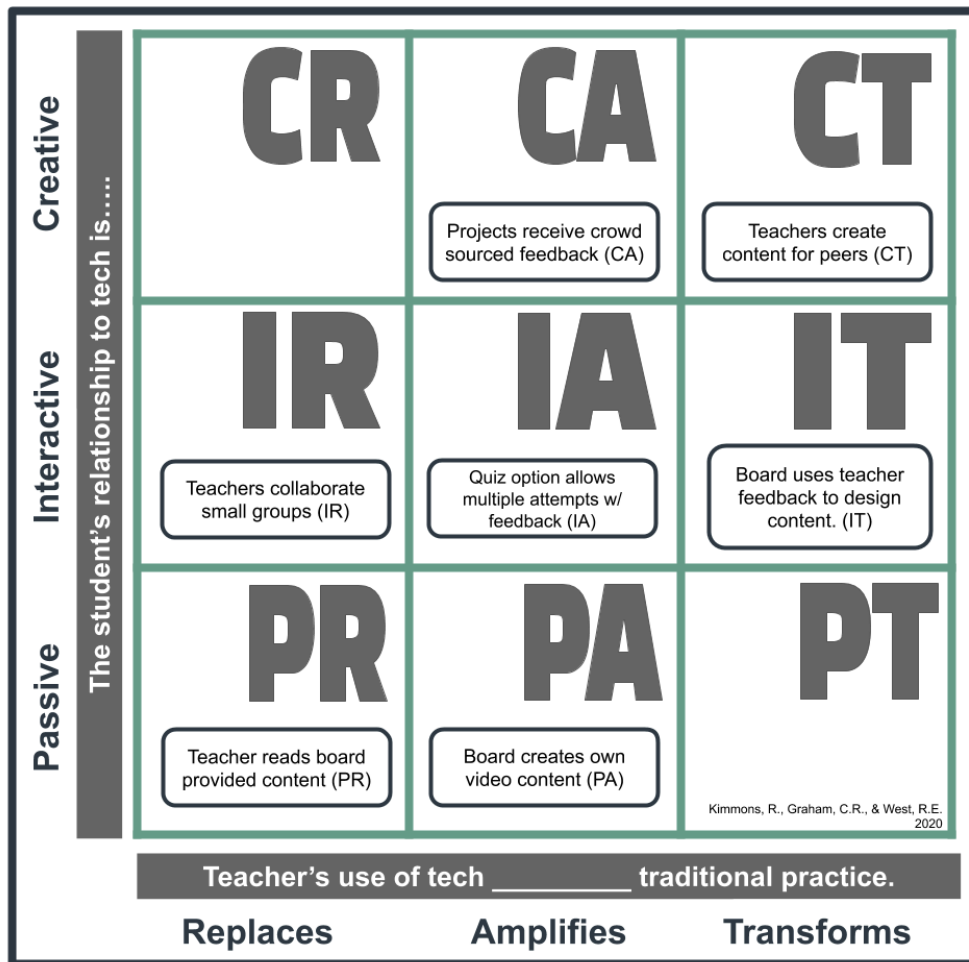 Creative
Interactive
Passive
The student's relationship to tech is.....
CR
CA
Projects receive crowd
sourced feedback (CA)
CT
Teachers create
content for peers (CT)
IR
Teachers collaborate
small groups (IR)
IA
Quiz option allows
multiple attempts w/
feedback (IA)
IT
Board uses teacher
feedback to design
content. (IT)
PR
Teacher reads board
provided content (PR)
PA
Board creates own
video content (PA)
PT
Kimmons, R., Graham, C.R., & West, R.E.
2020
Teacher's use of tech _________ traditional practice.
Replaces
Amplifies
Transforms